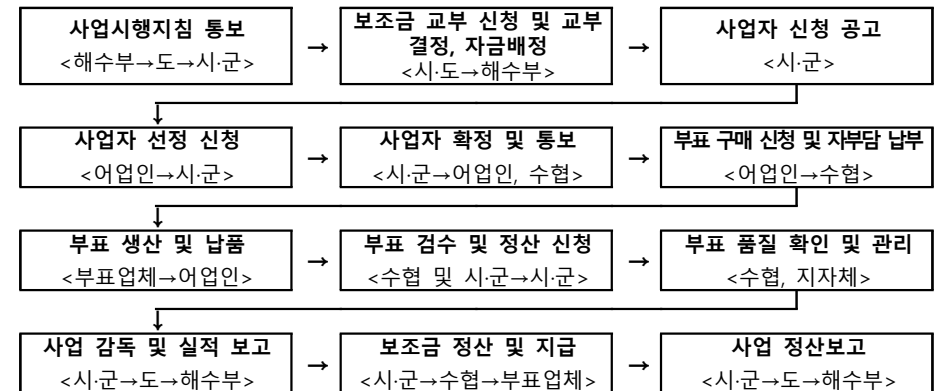 사업시행지침 통보
<해수부→도→시·군>
→
보조금 교부 신청 및 교부
결정, 자금배정
<시·도→해수부>
→
사업자 신청 공고
<시·군>
↓
사업자 선정 신청
<어업인→시·군>
→
사업자 확정 및 통보
<시·군→어업인, 수협>
→
부표 구매 신청 및 자부담 납부
<어업인→수협>
↓
부표 생산 및 납품
<부표업체→어업인>
→
부표 검수 및 정산 신청
<수협 및 시·군→시·군>
→
부표 품질 확인 및 관리
<수협, 지자체>
↓
사업 감독 및 실적 보고
<시·군→도→해수부>
→
보조금 정산 및 지급
<시·군→수협→부표업체>
→
사업 정산보고
<시·군→도→해수부>